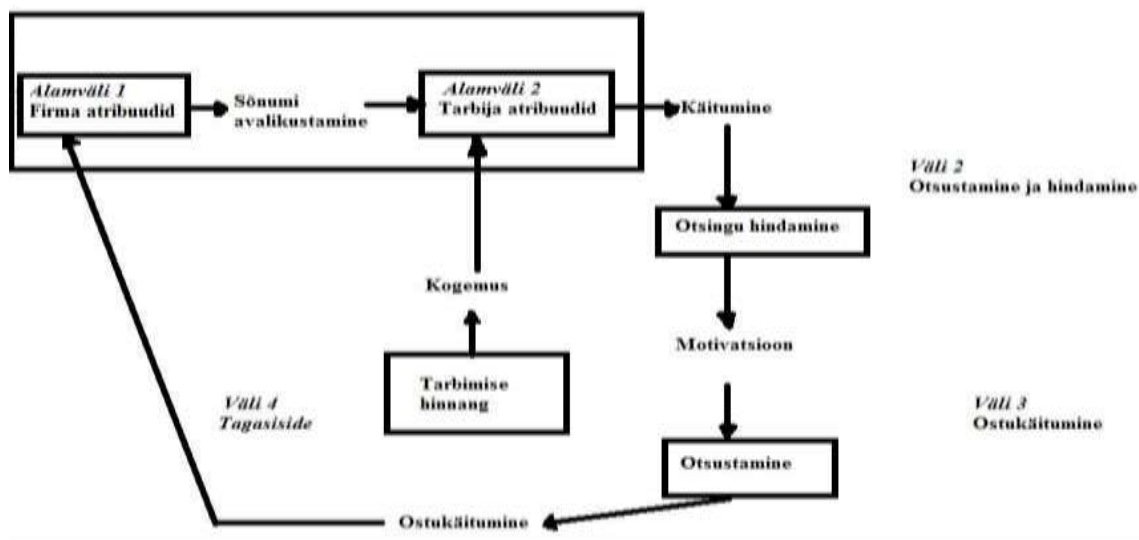 Alamväli 1
Firma atribuudid
Sõnumi
avalikustamine
Alamväli 2
Tarbija atribuudid
Käitumine
Väli 2
Otsustamine ja hindamine
Otsingu hindamine
Kogemus
Motivatsioon
Tarbimise
hinnang
Väli 4
Tagasiside
Väli 3
Ostukäitumine
Otsustamine
Ostukäitumine